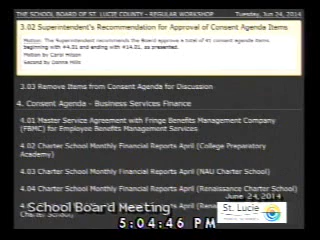 THE SCHOOL BOARD OF ST. LUCIE COUNTY - REGULAR WORKSHOP Tuesday, Jun 24, 2014
3.02 Superintendent's Recommendation for Approval of Consent Agenda Items
Motion: The Superintendent recommends the Board approve a total of 41 consent agenda items
beginning with #4.01 and ending with #14.01, as presented.
Motion by Carol Hilson
Second by Donna Mills
3.03 Remove Items from Consent Agenda for Discussion
4. Consent Agenda - Business Services Finance
4.01 Master Service Agreement with Fringe Benefits Management Company
(FBMC) for Employee Benefits Management Services
4.02 Charter School Monthly Financial Reports April (College Preparatory
Academy)
4.03 Charter School Monthly Financial Reports April (NAU Charter School)
4.04 Charter School Monthly Financial Reports April (Renaissance Charter School)
June 24, 2014
School Board Meeting
St. Lucie
5:04:46 PM